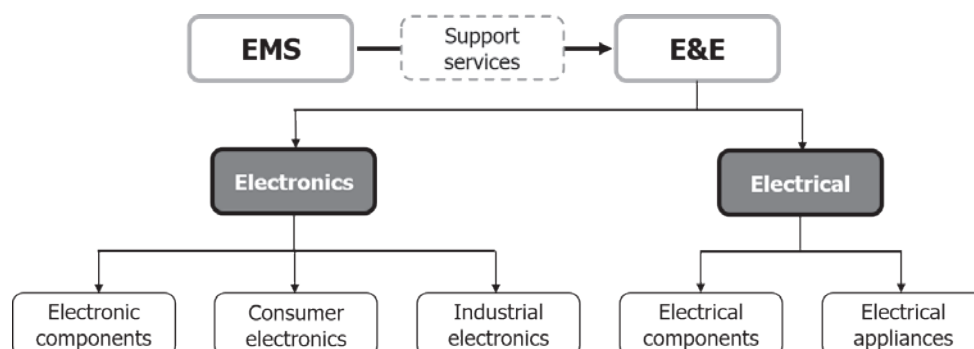 EMS
Support
services
E&E
Electronics
Electrical
Electronic
components
Consumer
electronics
Industrial
electronics
Electrical
components
Electrical
appliances